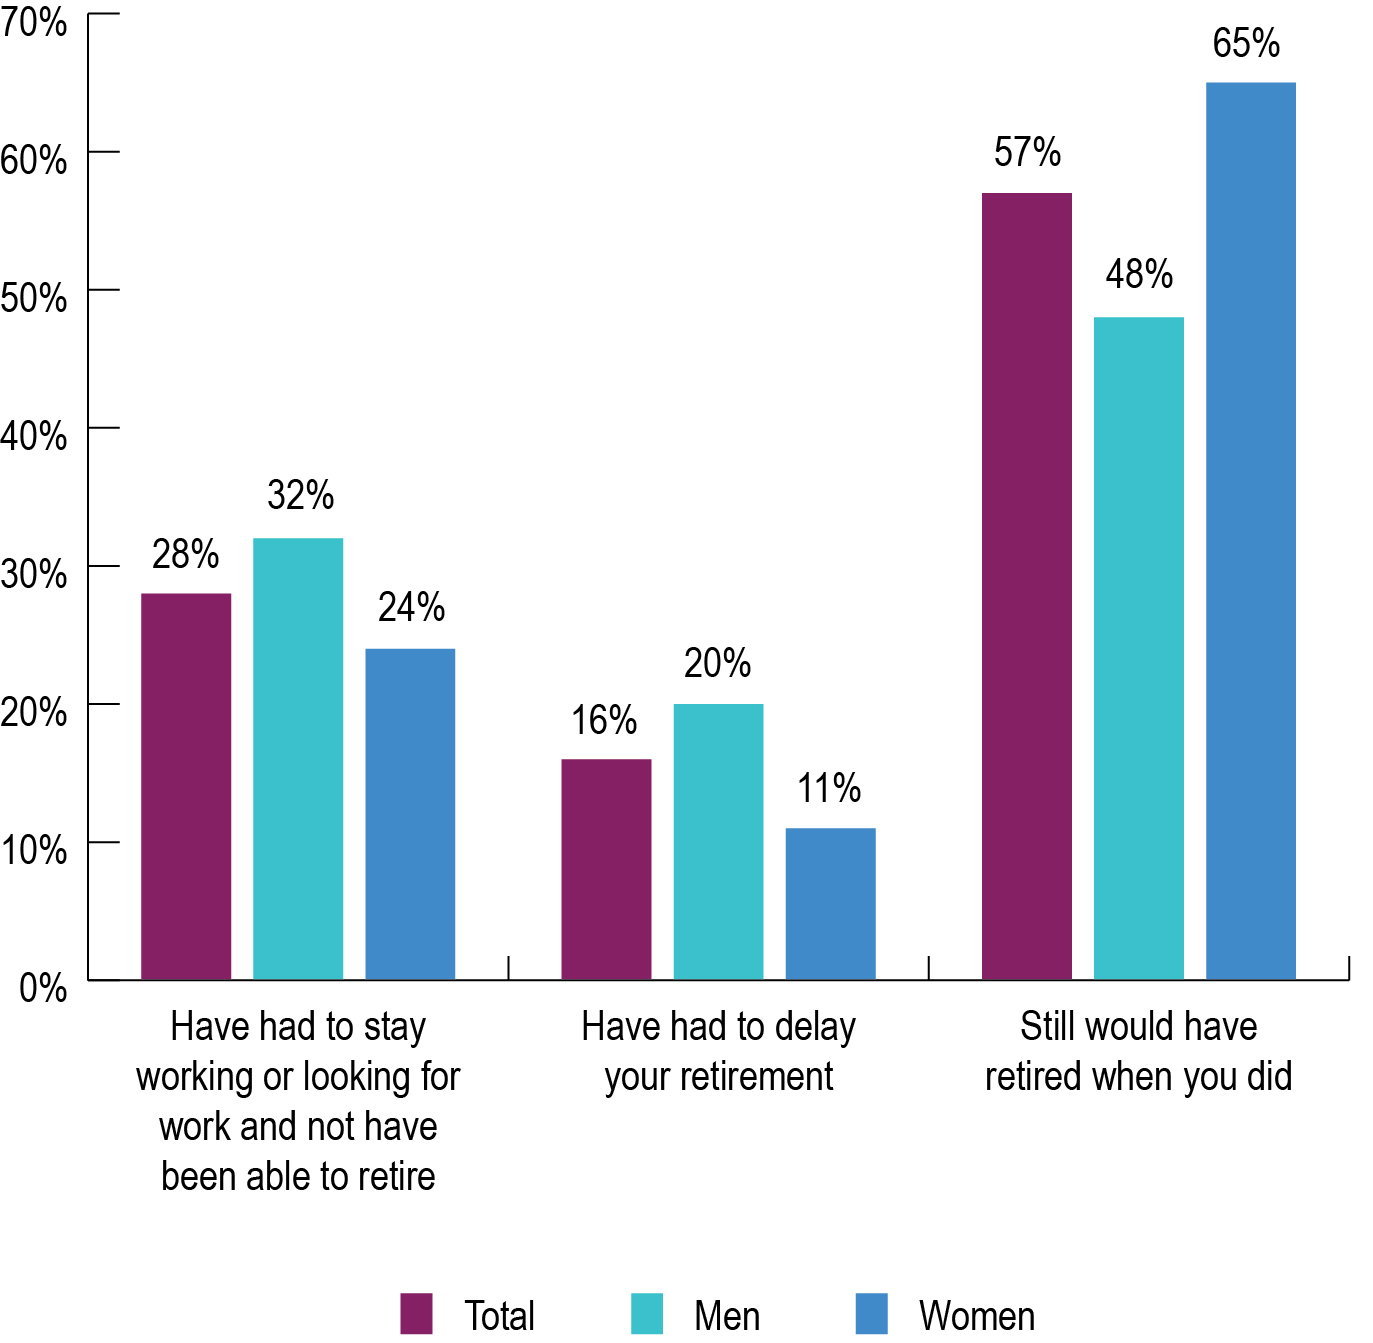 70%
60%
50%
40%
30%
20%
10%
0%
28%
32%
24%
16%
20%
11%
57%
48%
65%
Have had to stay
working or looking for
work and not have
been able to retire
Have had to delay
your retirement
Still would have
retired when you did
Total
Men
Women